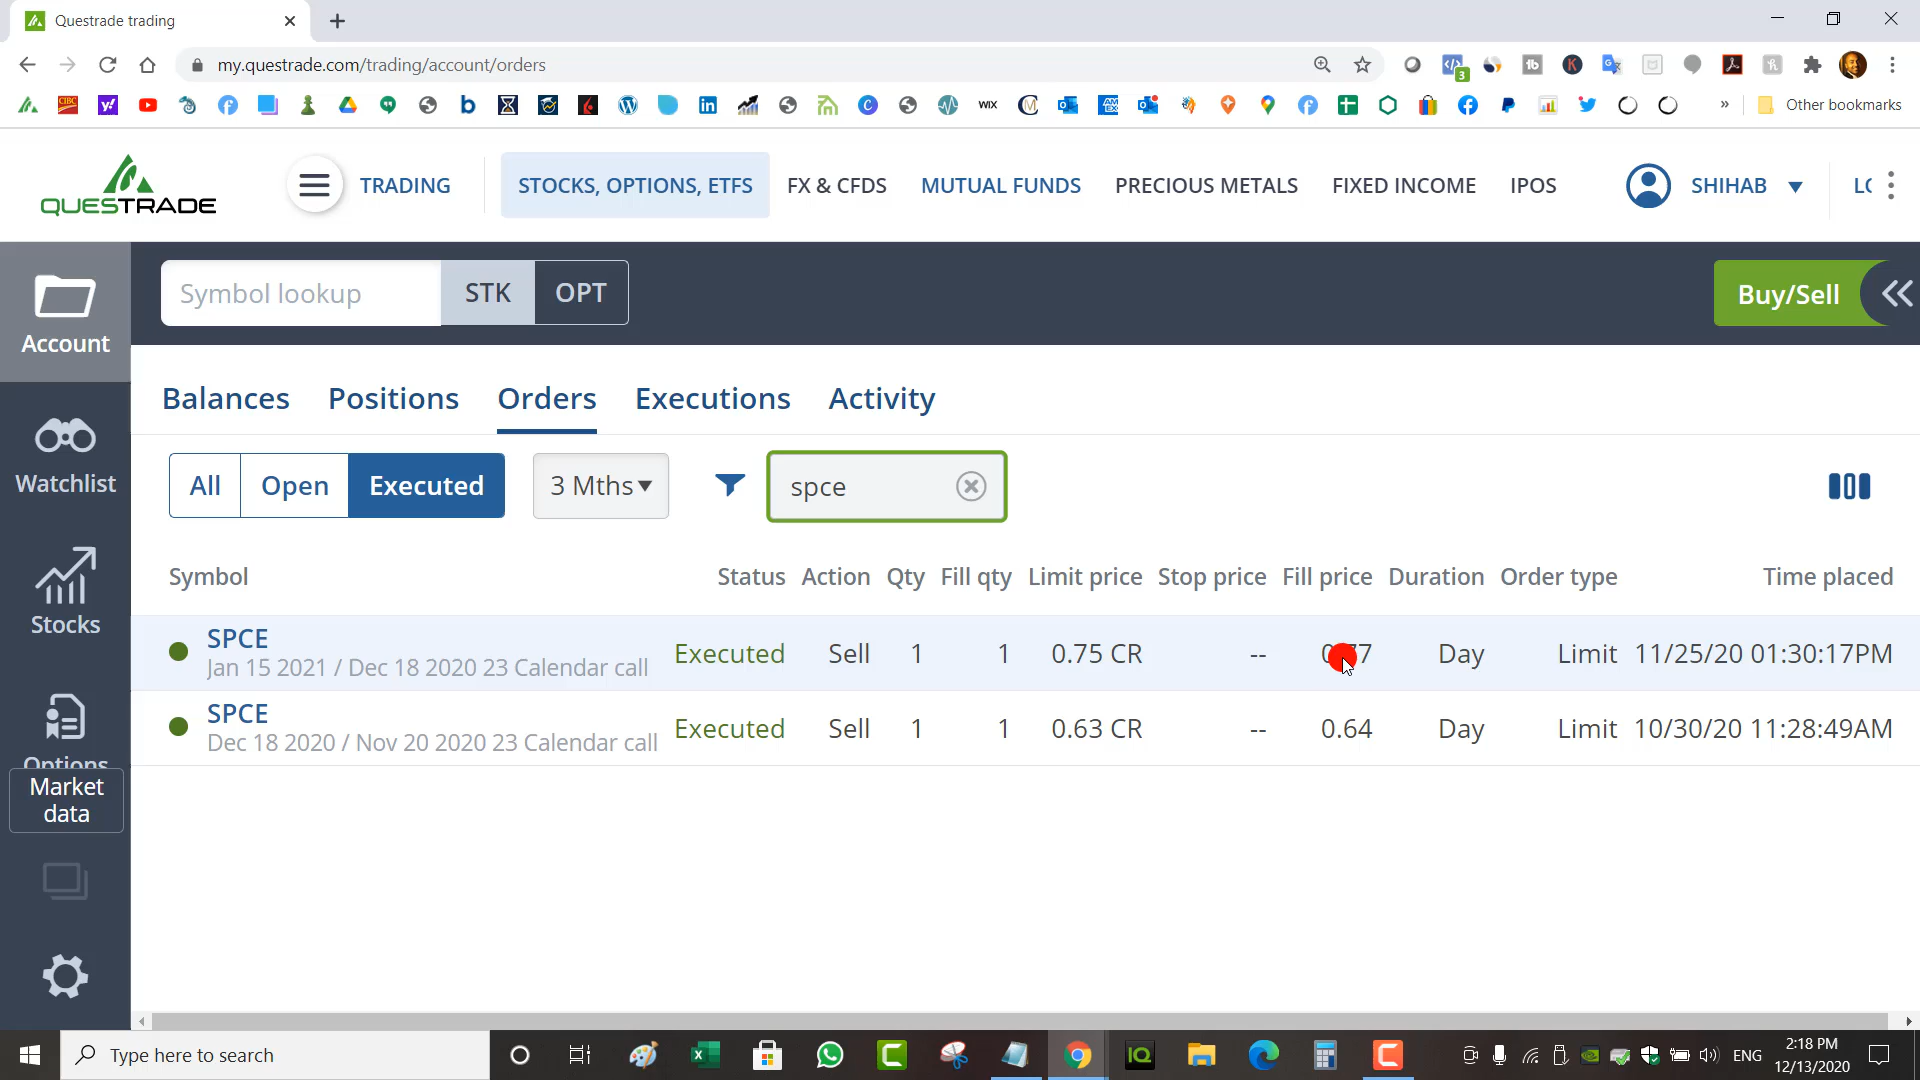 Questrade trading
my.questrade.com/trading/account/orders
Other bookmarks
QUESTRADE
TRADING
STOCKS, OPTIONS, ETFS
FX & CFDS
MUTUAL FUNDS
PRECIOUS METALS
FIXED INCOME
IPOS
SHIHAB
Symbol lookup
STK
OPT
Buy/Sell
Account
Watchlist
Stocks
Options
Market
data
Balances
Positions
Orders
Executions
Activity
All
Open
Executed
3 Mths
spce
Symbol Status Action Qty Fill qty Limit price Stop price Fill price Duration Order type Time placed
SPCE
Jan 15 2021 / Dec 18 2020 23 Calendar call
Executed Sell 1 1 0.75 CR -- Day Limit 11/25/20 01:30:17PM
SPCE
Dec 18 2020 / Nov 20 2020 23 Calendar call
Executed Sell 1 1 0.63 CR -- 0.64 Day Limit 10/30/20 11:28:49AM
Type here to search
ENG
2:18 PM
12/13/2020